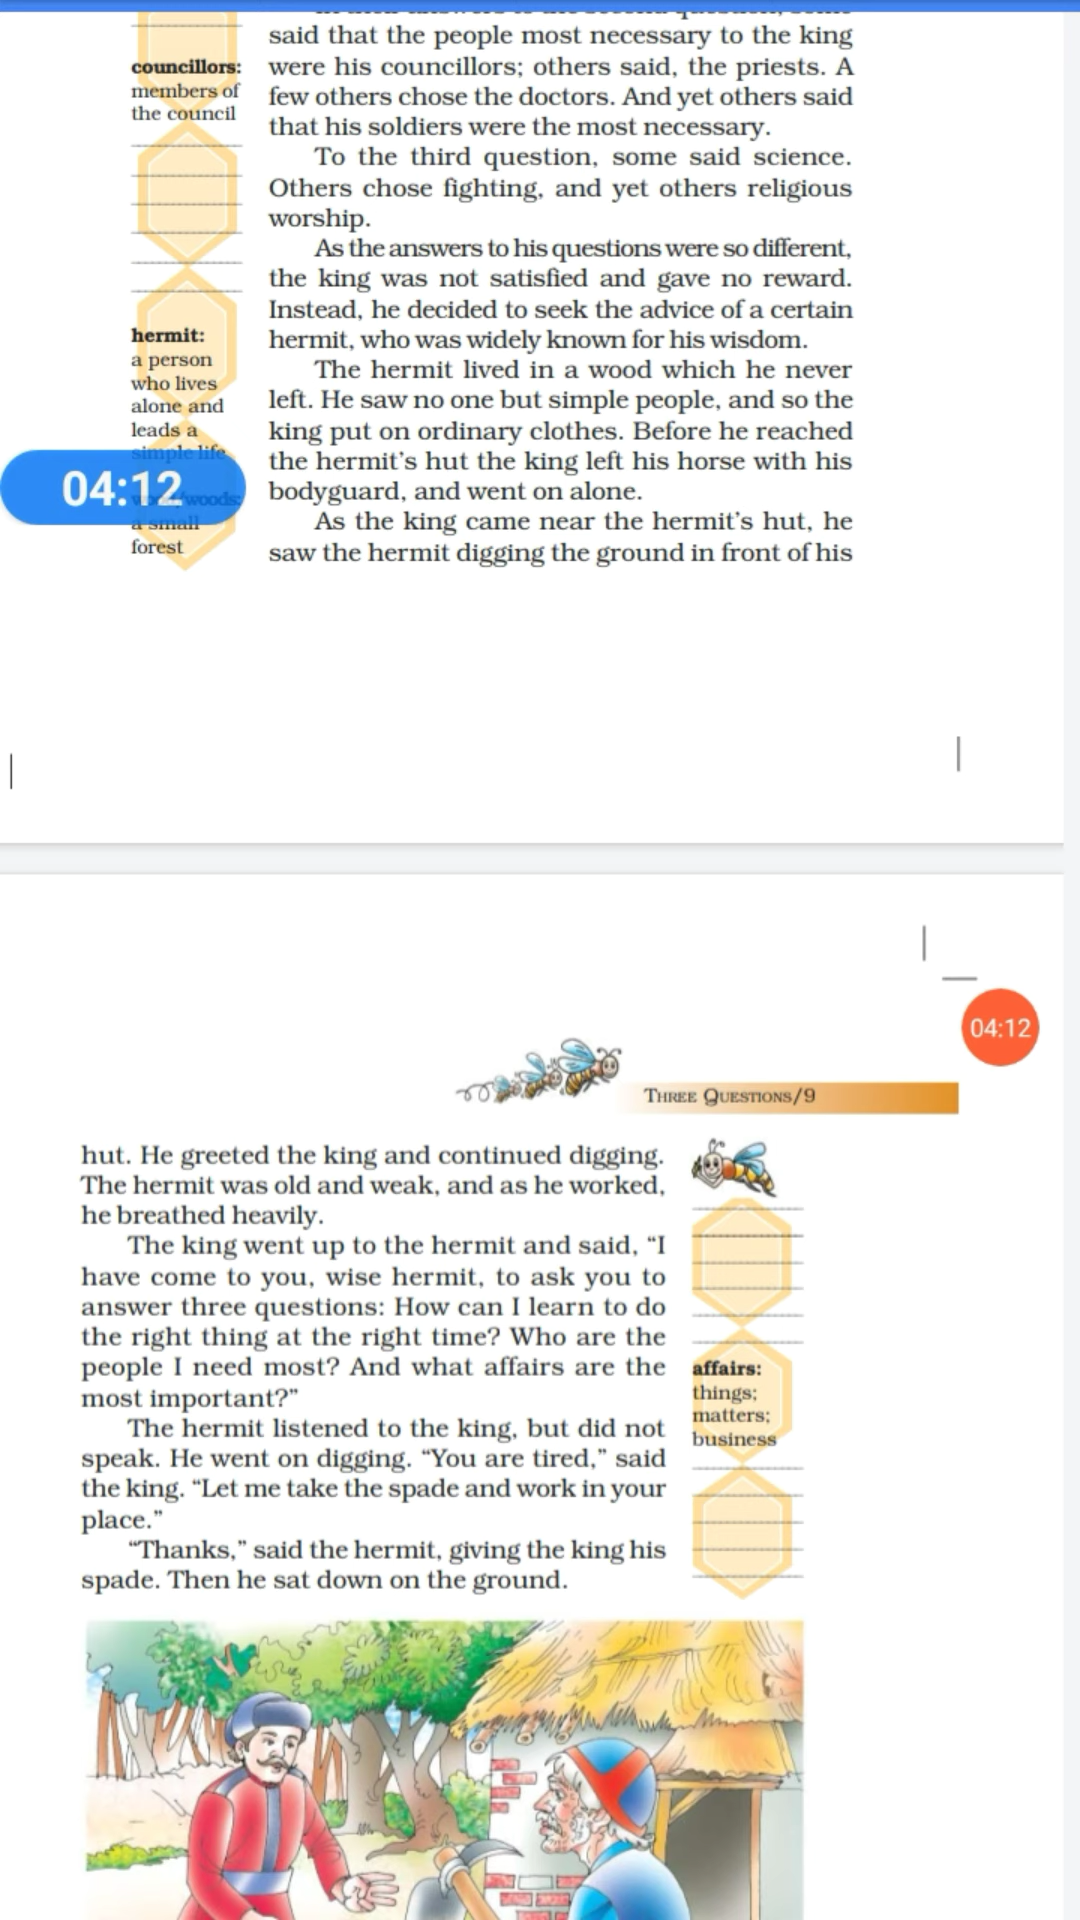 said that the people most necessary to the king
were his councillors; others said, the priests. A
few others chose the doctors. And yet others said
that his soldiers were the most necessary.
To the third question, some said science.
Others chose fighting, and yet others religious
worship.
As the answers to his questions were so different,
the king was not satisfied and gave no reward.
Instead, he decided to seek the advice of a certain
hermit, who was widely known for his wisdom.
The hermit lived in a wood which he never
left. He saw no one but simple people, and so the
king put on ordinary clothes. Before he reached
the hermit's hut the king left his horse with his
bodyguard, and went on alone.
As the king came near the hermit's hut, he
saw the hermit digging the ground in front of his
councillors:
members of
the council
hermit:
a person
who lives
alone and
leads a
simple life
04:12
woods:
a small
forest
04:12
THREE QUESTIONS/9
hut. He greeted the king and continued digging.
The hermit was old and weak, and as he worked,
he breathed heavily.
The king went up to the hermit and said, “I
have come to you, wise hermit, to ask you to
answer three questions: How can I learn to do
the right thing at the right time? Who are the
people I need most? And what affairs are the
most important?”
The hermit listened to the king, but did not
speak. He went on digging. “You are tired,” said
the king. “Let me take the spade and work in your
place.”
“Thanks,” said the hermit, giving the king his
spade. Then he sat down on the ground.
affairs:
things;
matters;
business